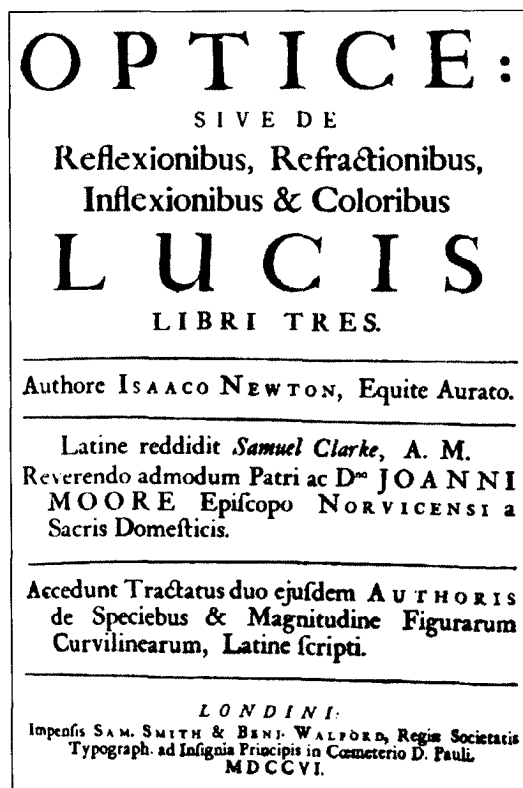 OPTICE:
SIVE DE
Reflexionibus, Refractionibus,
Inflexionibus & Coloribus
LUCIS
LIBRI TRES.
Authore ISAACO NEWTON, Equite Aurato.
Latine reddidit Samuel Clarke, A. M.
Reverendo admodum Patri ac Dno JOANNI
MOORE Epiſcopo NORVICENSI a
Sacris Domeſticis.
Accedunt Tractatus duo ejuſdem AUTHORIS
de Speciebus & Magnitudine Figurarum
Curvilinearum, Latine ſcripti.
LONDINI:
Impenſis SAM. SMITH & BENJ. WALFORD, Regiæ Societatis
Typograph. ad Inſignia Principis in Cœmeterio D. Pauli.
MDCCVI.